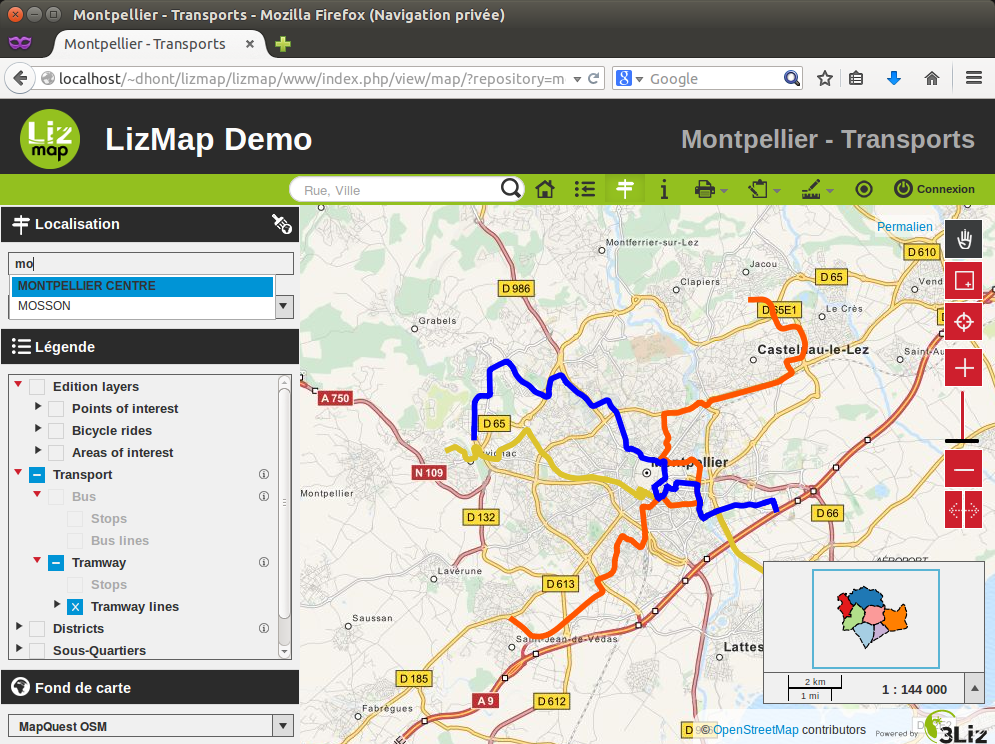 Montpellier - Transports - Mozilla Firefox (Navigation privée)
Montpellier - Transports
localhost/~dhont/lizmap/lizmap/www/index.php/view/map/?repository=m
Google
Liz
map
LizMap Demo
Montpellier - Transports
Rue, Ville
Connexion
Localisation
mo
MONTPELLIER CENTRE
MOSSON
Légende
Edition layers
Points of interest
Bicycle rides
Areas of interest
Transport
Bus
Stops
Bus lines
Tramway
Stops
Tramway lines
Districts
Sous-Quartiers
Fond de carte
MapQuest OSM
Permalien
Montferrier-sur-Lez
D 610
Jacou
D 65
Clapiers
Vend
D 986
D 65E1
Le Crès
Grabels
Castelnau-le-Lez
Saint-Au
A 750
D 65
Montpellier
N 109
Montpellier
D 132
D 66
AÉROPORT
Lavérune
D 613
Saussan
Saint-Jean-de-Védas
Lattes
D 185
A 9
D 612
Fabrègues
2 km
1 mi
1 : 144 000
© OpenStreetMap contributors
Powered by
3Liz